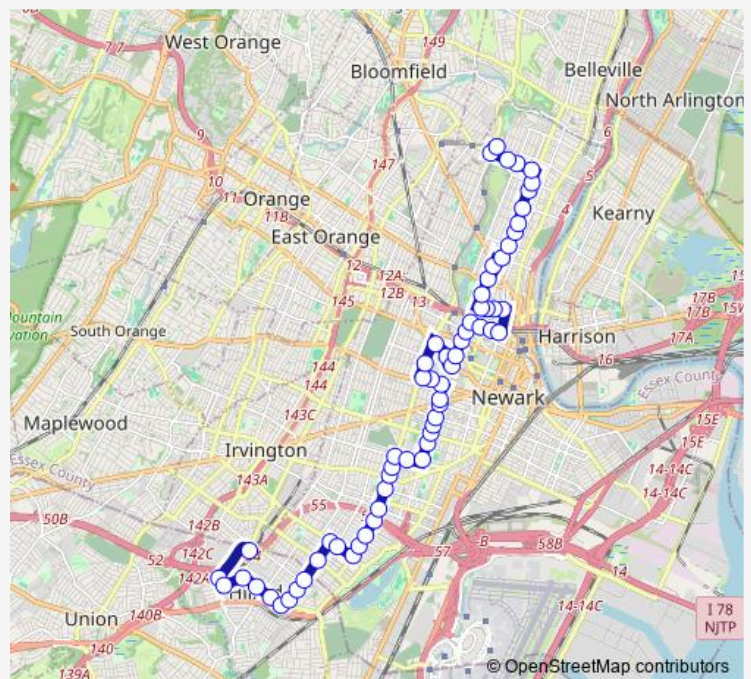 77
149
West Orange
Bloomfield
Belleville
North Arlington
9
6
147
10
5
11
Orange
11B
4
Kearny
East Orange
12
12A
12B
13
145
17B
17B
South Orange
Harrison
17A
16
144
144
Essex County
Newark
143C
15E
Maplewood
Irvington
15E
Essex County
143A
14-14C
14-14C
55
50B
142B
52
142C
57
B
58B
142A
14
140B
14-14C
Union
I 78
NJTP
140
139A
© OpenStreetMap contributors